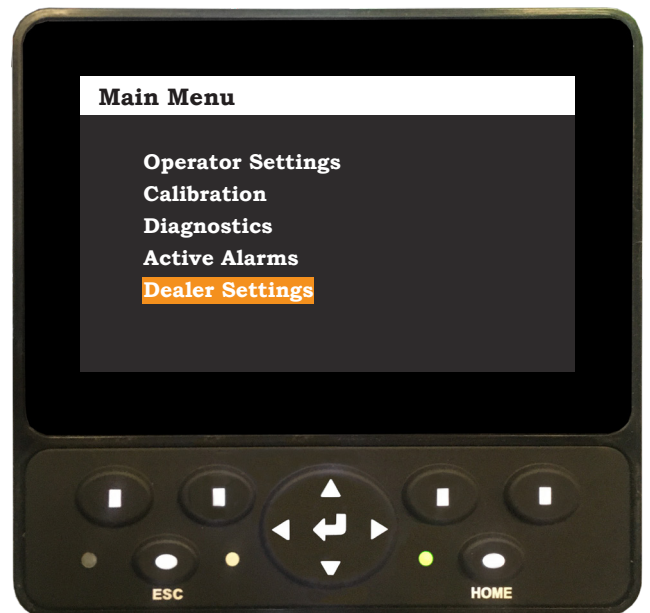 Main Menu
Operator Settings
Calibration
Diagnostics
Active Alarms
Dealer Settings
ESC
HOME